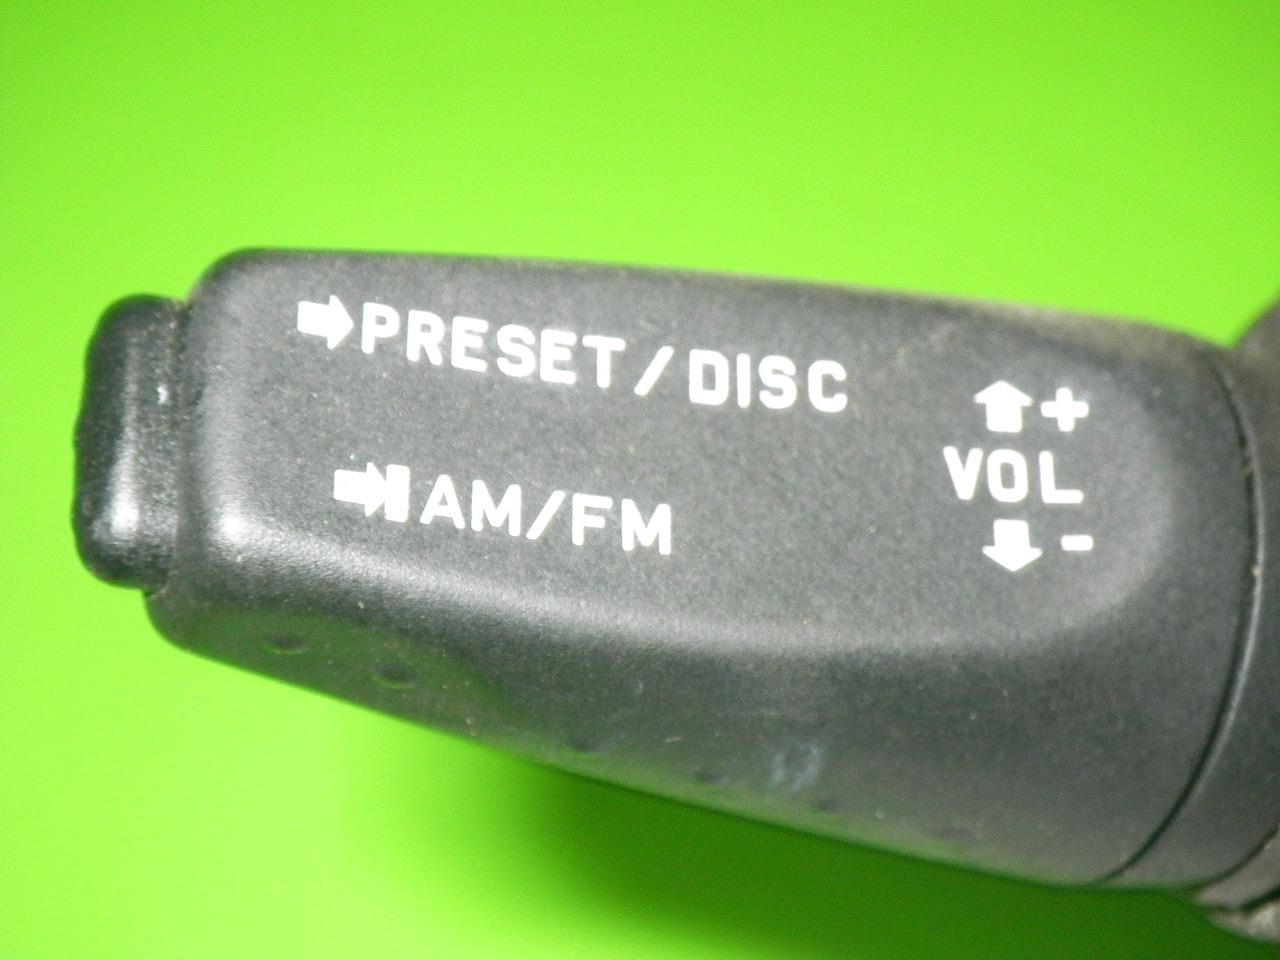 PRESET/DISC
AM/FM
+
VOL
-